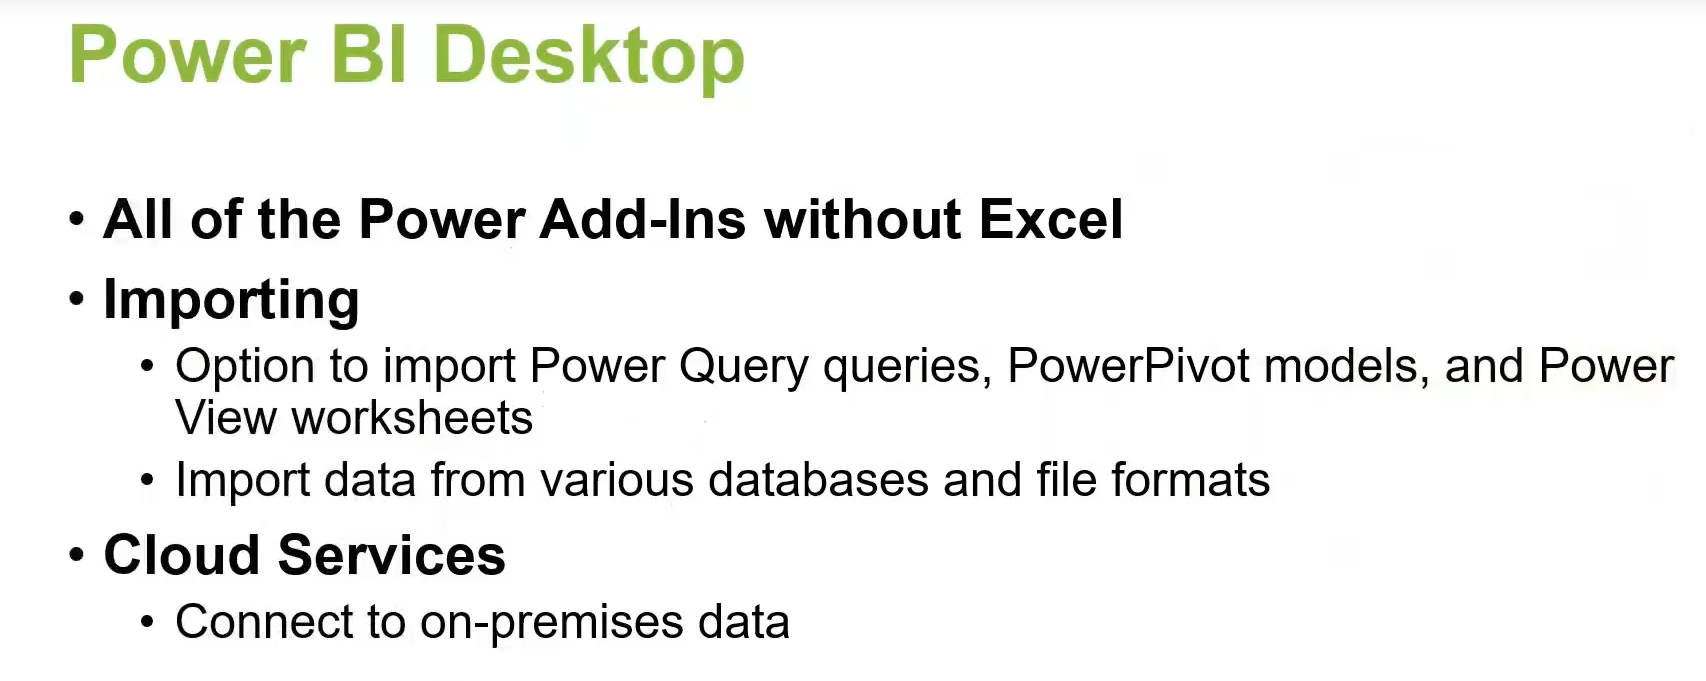 Power BI Desktop
• All of the Power Add-Ins without Excel
• Importing
• Option to import Power Query queries, PowerPivot models, and Power
View worksheets
• Import data from various databases and file formats
• Cloud Services
• Connect to on-premises data